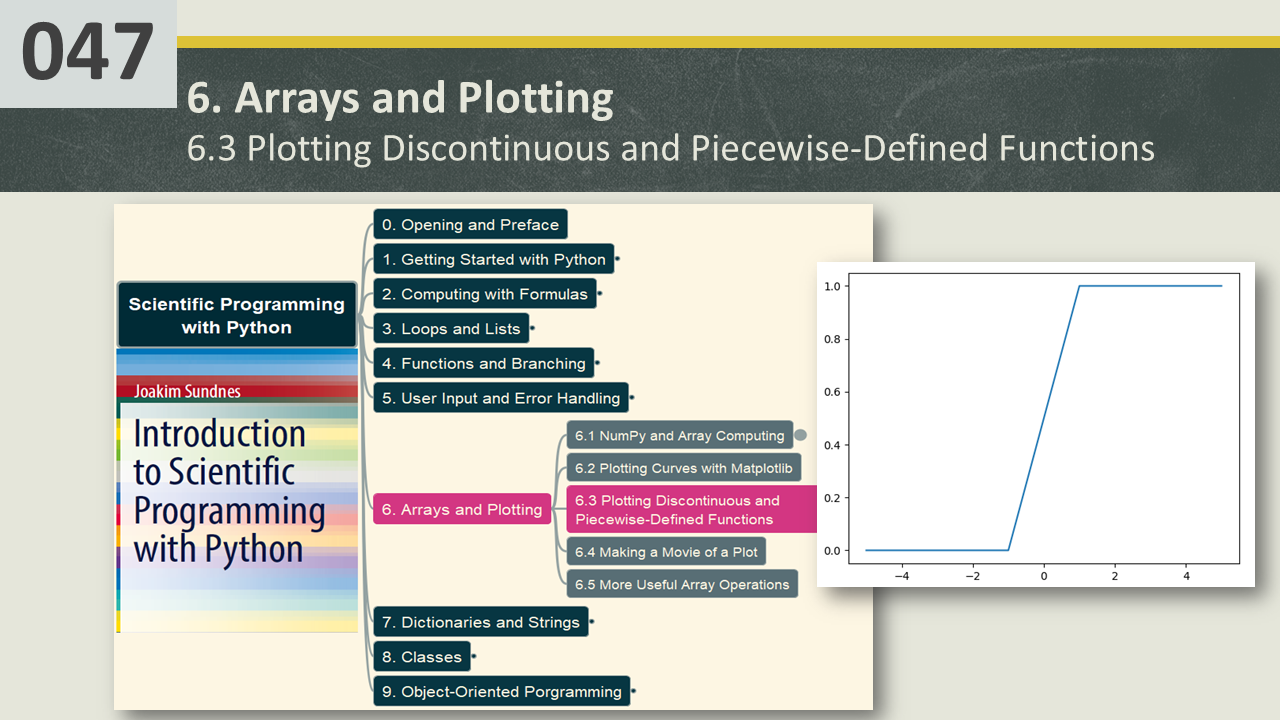 047
6. Arrays and Plotting
6.3 Plotting Discontinuous and Piecewise-Defined Functions
Scientific Programming
with Python
Joakim Sundnes
Introduction
to Scientific
Programming
with Python
0. Opening and Preface
1. Getting Started with Python
2. Computing with Formulas
3. Loops and Lists
4. Functions and Branching
5. User Input and Error Handling
6. Arrays and Plotting
6.1 NumPy and Array Computing
6.2 Plotting Curves with Matplotlib
6.3 Plotting Discontinuous and
Piecewise-Defined Functions
6.4 Making a Movie of a Plot
6.5 More Useful Array Operations
7. Dictionaries and Strings
8. Classes
9. Object-Oriented Porgramming
1.0
0.8
0.6
0.4
0.2
0.0
−4 −2 0 2 4